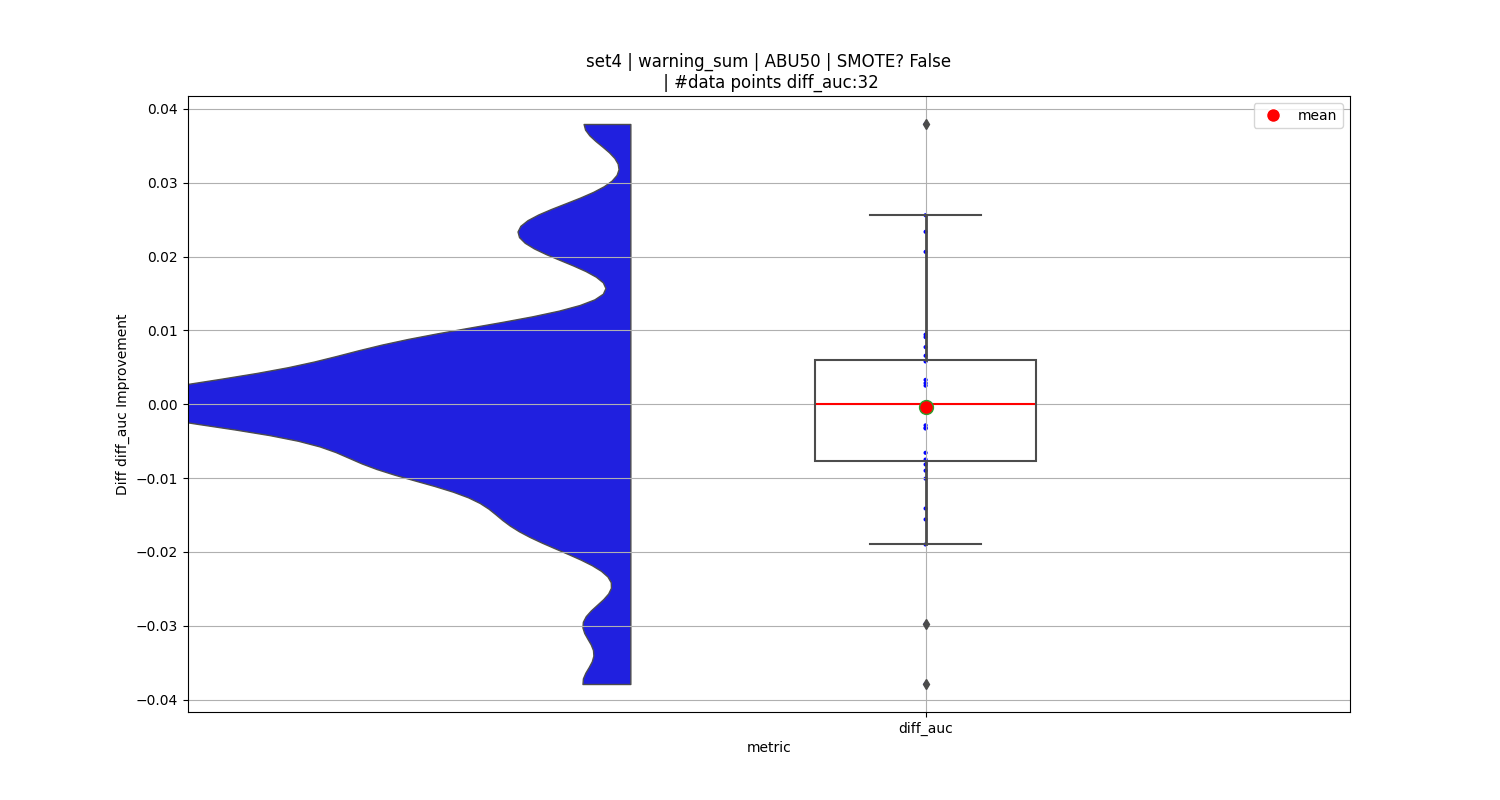 set4 | warning_sum | ABU50 | SMOTE? False
| #data points diff_auc:32
mean
0.04
0.03
0.02
0.01
0.00
−0.01
−0.02
−0.03
−0.04
Diff diff_auc Improvement
diff_auc
metric